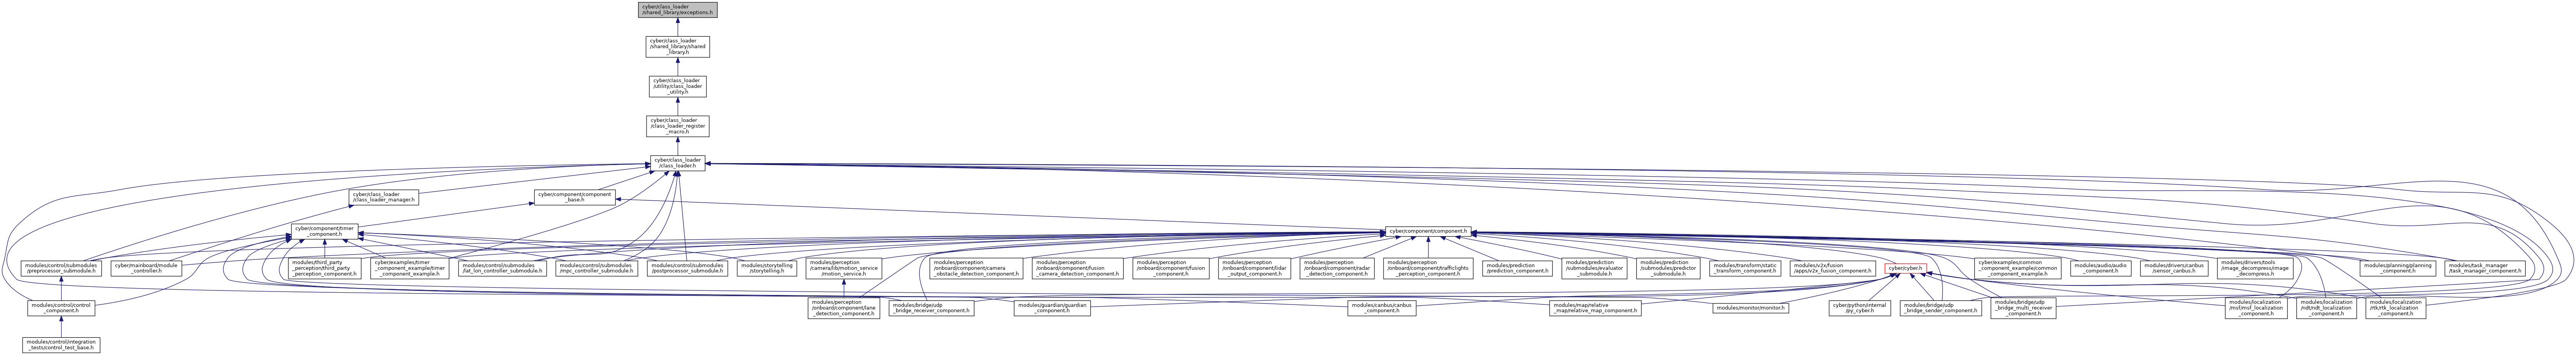 cyber/class_loader
/shared_library/exceptions.h
cyber/class_loader
/shared_library/shared
_library.h
cyber/class_loader
/utility/class_loader
_utility.h
cyber/class_loader
/class_loader_register
_macro.h
cyber/class_loader
/class_loader.h
cyber/class_loader
/class_loader_manager.h
cyber/component/component
_base.h
cyber/component/timer
_component.h
cyber/component/component.h
modules/control/submodules
/preprocessor_submodule.h
cyber/mainboard/module
_controller.h
modules/third_party
_perception/third_party
_perception_component.h
cyber/examples/timer
_component_example/timer
_component_example.h
modules/control/submodules
/lat_lon_controller_submodule.h
modules/control/submodules
/mpc_controller_submodule.h
modules/control/submodules
/postprocessor_submodule.h
modules/storytelling
/storytelling.h
modules/perception
/camera/lib/motion_service
/motion_service.h
modules/perception
/onboard/component/camera
_obstacle_detection_component.h
modules/perception
/onboard/component/fusion
_camera_detection_component.h
modules/perception
/onboard/component/fusion
_component.h
modules/perception
/onboard/component/lidar
_output_component.h
modules/perception
/onboard/component/radar
_detection_component.h
modules/perception
/onboard/component/trafficlights
_perception_component.h
modules/prediction
/prediction_component.h
modules/prediction
/submodules/evaluator
_submodule.h
modules/prediction
/submodules/predictor
_submodule.h
modules/transform/static
_transform_component.h
modules/v2x/fusion
/apps/v2x_fusion_component.h
cyber/cyber.h
cyber/examples/common
_component_example/common
_component_example.h
modules/audio/audio
_component.h
modules/drivers/canbus
/sensor_canbus.h
modules/drivers/tools
/image_decompress/image
_decompress.h
modules/planning/planning
_component.h
modules/task_manager
/task_manager_component.h
modules/control/control
_component.h
modules/perception
/onboard/component/lane
_detection_component.h
modules/bridge/udp
_bridge_receiver_component.h
modules/guardian/guardian
_component.h
modules/canbus/canbus
_component.h
modules/map/relative
_map/relative_map_component.h
modules/monitor/monitor.h
cyber/python/internal
/py_cyber.h
modules/bridge/udp
_bridge_sender_component.h
modules/bridge/udp
_bridge_multi_receiver
_component.h
modules/localization
/msf/msf_localization
_component.h
modules/localization
/ndt/ndt_localization
_component.h
modules/localization
/rtk/rtk_localization
_component.h
modules/control/integration
_tests/control_test_base.h